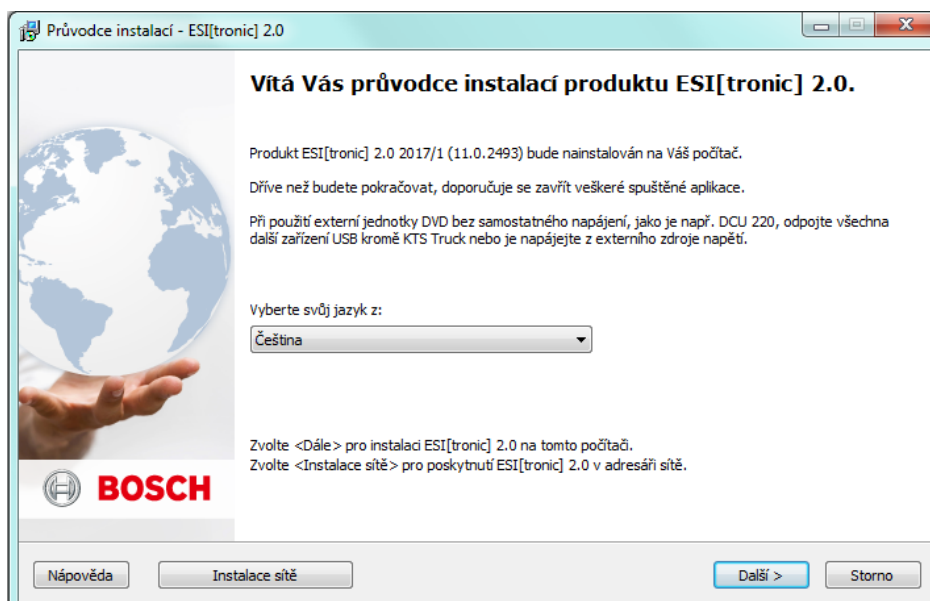 Průvodce instalací - ESI[tronic] 2.0
Vítá Vás průvodce instalací produktu ESI[tronic] 2.0.
Produkt ESI[tronic] 2.0 2017/1 (11.0.2493) bude nainstalován na Váš počítač.
Dříve než budete pokračovat, doporučuje se zavřít veškeré spuštěné aplikace.
Při použití externí jednotky DVD bez samostatného napájení, jako je např. DCU 220, odpojte všechna
další zařízení USB kromě KTS Truck nebo je napájejte z externího zdroje napětí.
Vyberte svůj jazyk z:
Čeština
Zvolte <Dále> pro instalaci ESI[tronic] 2.0 na tomto počítači.
Zvolte <Instalace sítě> pro poskytnutí ESI[tronic] 2.0 v adresáři sítě.
BOSCH
Nápověda Instalace sítě Další > Storno